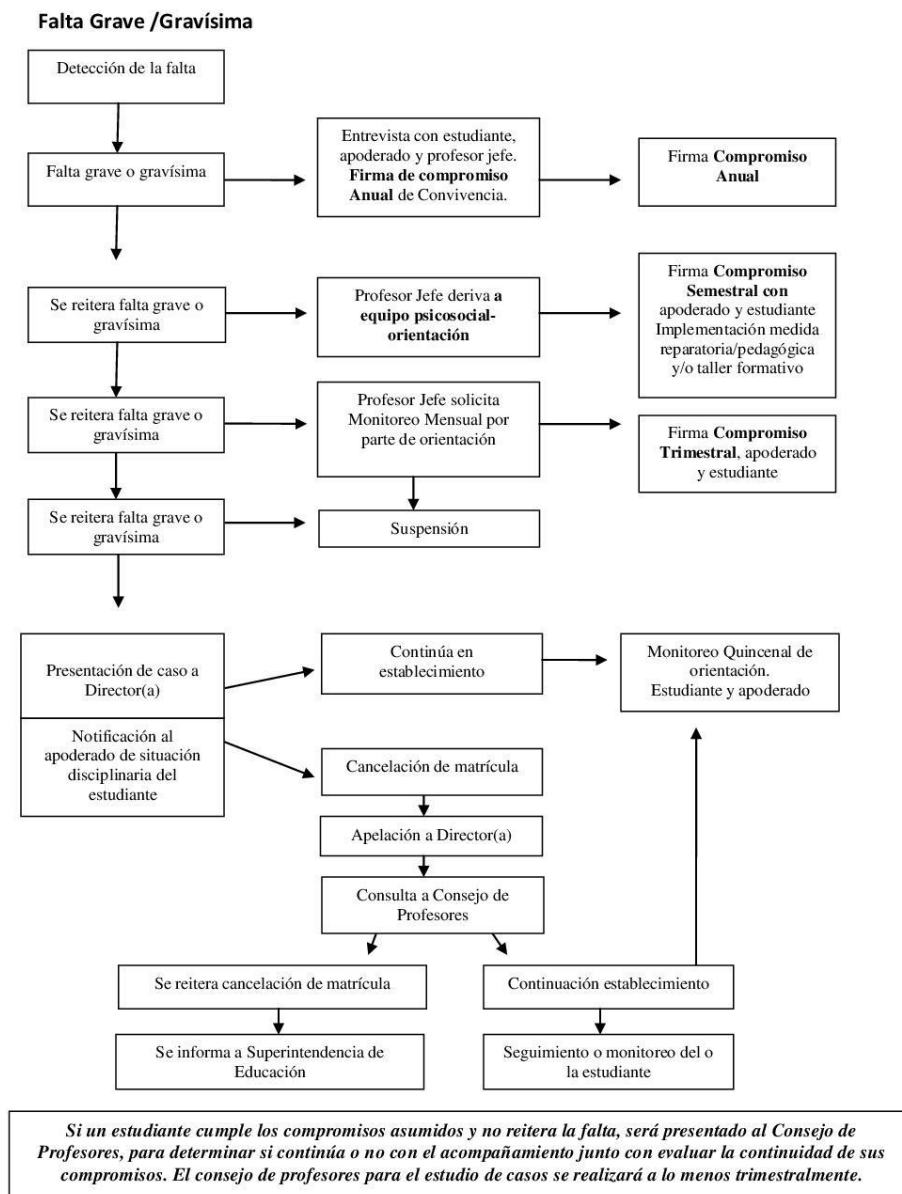 Falta Grave /Gravísima
Detección de la falta
Falta grave o gravísima
Entrevista con estudiante,
apoderado y profesor jefe.
Firma de compromiso
Anual de Convivencia.
Firma Compromiso
Anual
Se reitera falta grave o
gravísima
Profesor Jefe deriva a
equipo psicosocial-
orientación
Firma Compromiso
Semestral con
apoderado y estudiante
Implementación medida
reparatoria/pedagógica
y/o taller formativo
Se reitera falta grave o
gravísima
Profesor Jefe solicita
Monitoreo Mensual por
parte de orientación
Firma Compromiso
Trimestral, apoderado
y estudiante
Se reitera falta grave o
gravísima
Suspensión
Presentación de caso a
Director(a)
Notificación al
apoderado de situación
disciplinaria del
estudiante
Continúa en
establecimiento
Monitoreo Quincenal de
orientación.
Estudiante y apoderado
Cancelación de matrícula
Apelación a Director(a)
Consulta a Consejo de
Profesores
Se reitera cancelación de matrícula
Continuación establecimiento
Se informa a Superintendencia de
Educación
Seguimiento o monitoreo del o
la estudiante
Si un estudiante cumple los compromisos asumidos y no reitera la falta, será presentado al Consejo de
Profesores, para determinar si continúa o no con el acompañamiento junto con evaluar la continuidad de sus
compromisos. El consejo de profesores para el estudio de casos se realizará a lo menos trimestralmente.